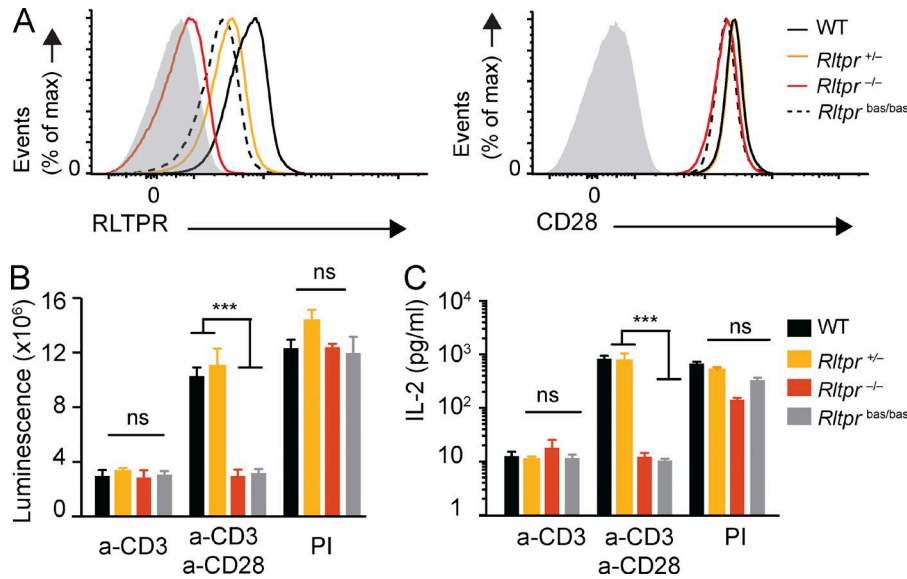 A
Events
(% of max)
0
0
RLTPR
Events
(% of max)
0
0
CD28
WT
Rltpr +/–
Rltpr –/–
Rltpr bas/bas
B
Luminescence (x10⁶)
16
12
8
4
0
ns
***
ns
a-CD3
a-CD3
a-CD28
PI
C
IL-2 (pg/ml)
10⁴
10³
10²
10
1
ns
***
ns
a-CD3
a-CD3
a-CD28
PI
WT
Rltpr +/–
Rltpr –/–
Rltpr bas/bas